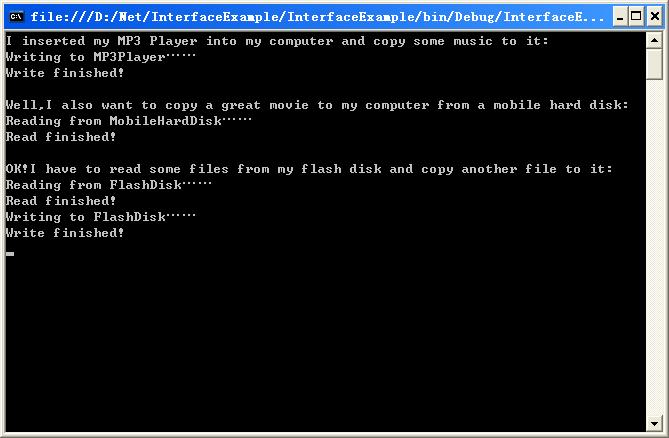 file:///D:/Net/InterfaceExample/InterfaceExample/bin/Debug/InterfaceE...
I inserted my MP3 Player into my computer and copy some music to it:
Writing to MP3Player……
Write finished!
Well,I also want to copy a great movie to my computer from a mobile hard disk:
Reading from MobileHardDisk……
Read finished!
OK!I have to read some files from my flash disk and copy another file to it:
Reading from FlashDisk……
Read finished!
Writing to FlashDisk……
Write finished!